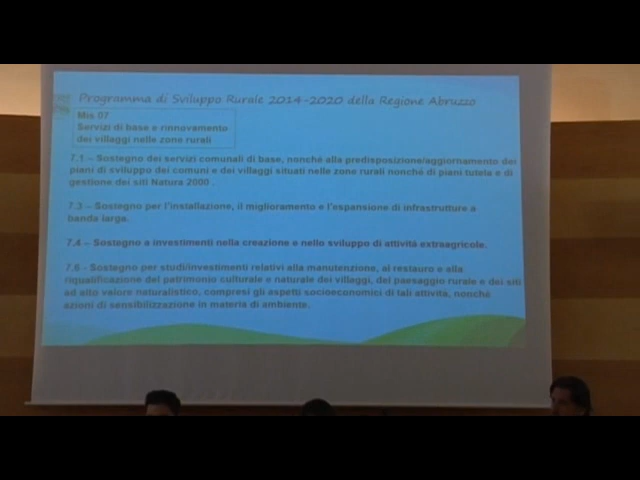 Programma di Sviluppo Rurale 2014-2020 della Regione Abruzzo
Mis 07
Servizi di base e rinnovamento
dei villaggi nelle zone rurali
7.1 – Sostegno dei servizi comunali di base, nonché alla predisposizione/aggiornamento dei
piani di sviluppo dei comuni e dei villaggi situati nelle zone rurali nonché di piani tutela e di
gestione dei siti Natura 2000 .
7.3 – Sostegno per l'installazione, il miglioramento e l'espansione di infrastrutture a
banda larga.
7.4 – Sostegno a investimenti nella creazione e nello sviluppo di attività extraagricole.
7.6 - Sostegno per studi/investimenti relativi alla manutenzione, al restauro e alla
riqualificazione del patrimonio culturale e naturale dei villaggi, del paesaggio rurale e dei siti
ad alto valore naturalistico, compresi gli aspetti socioeconomici di tali attività, nonché
azioni di sensibilizzazione in materia di ambiente.